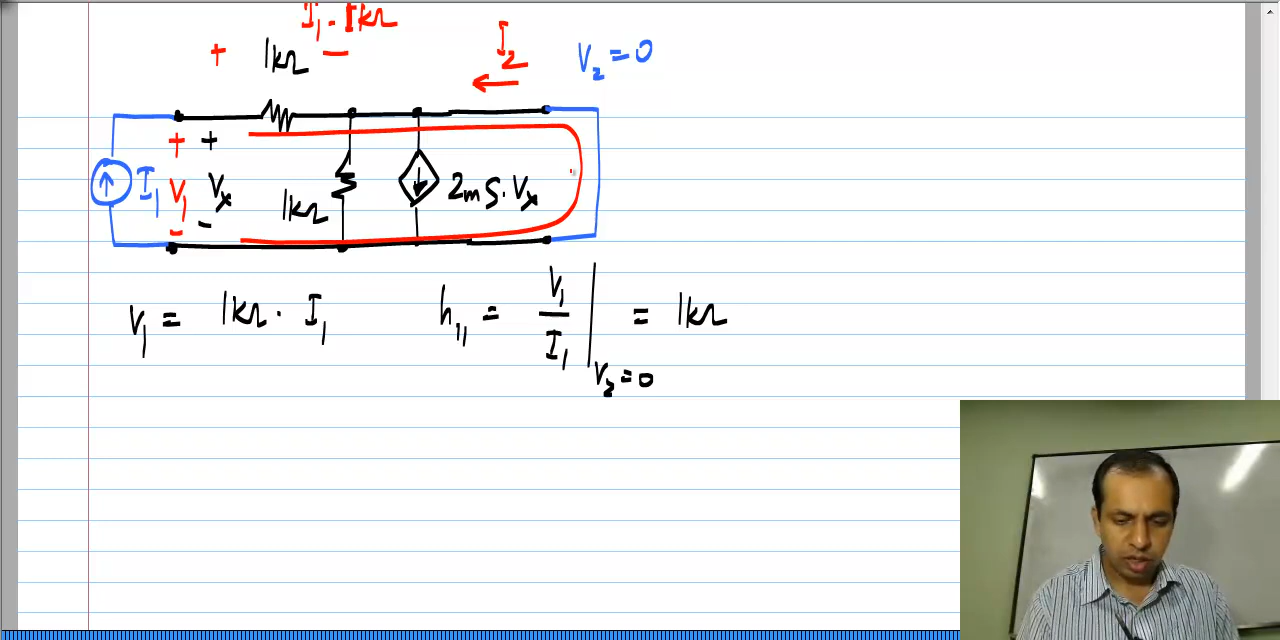 I₁ · 1kΩ
+ 1kΩ −
I₂
V₂ = 0
+ +
I₁ V₁ Vₓ 1kΩ 2mS·Vₓ
− −
V₁ = 1kΩ · I₁
h₁₁ = V₁ / I₁ |V₂=0 = 1kΩ